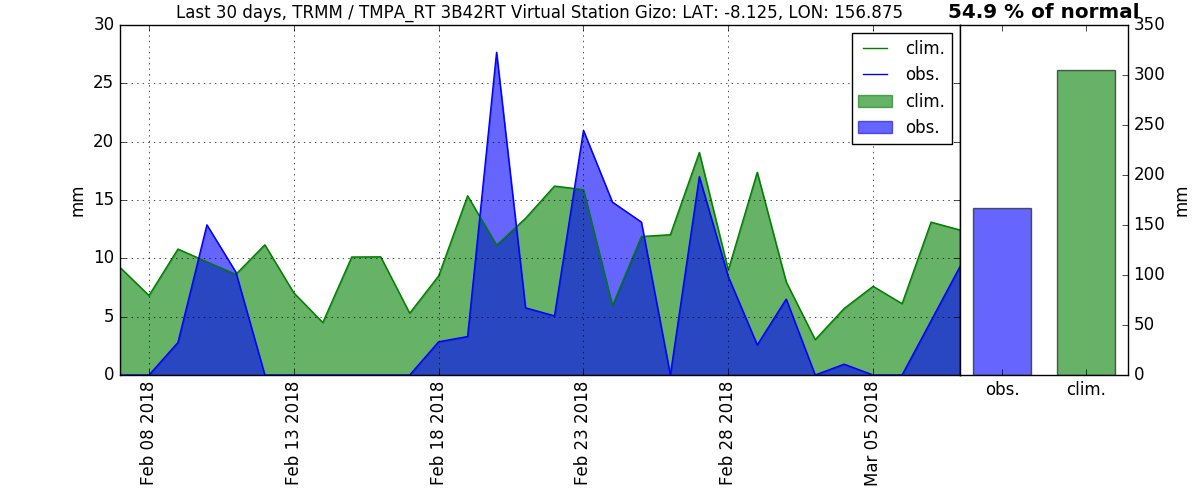 Last 30 days, TRMM / TMPA_RT 3B42RT Virtual Station Gizo: LAT: -8.125, LON: 156.875
54.9 % of normal
30
25
20
15
10
5
0
mm
clim.
obs.
clim.
obs.
350
300
250
200
150
100
50
0
mm
Feb 08 2018
Feb 13 2018
Feb 18 2018
Feb 23 2018
Feb 28 2018
Mar 05 2018
obs.
clim.